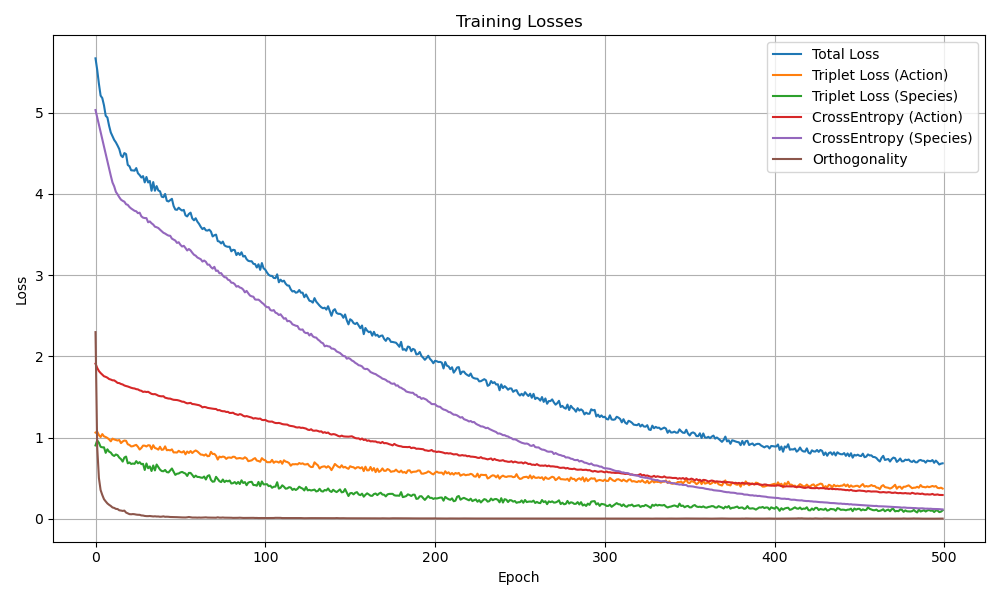 Training Losses
Total Loss
Triplet Loss (Action)
Triplet Loss (Species)
CrossEntropy (Action)
CrossEntropy (Species)
Orthogonality
5
4
3
2
1
0
Loss
0 100 200 300 400 500
Epoch